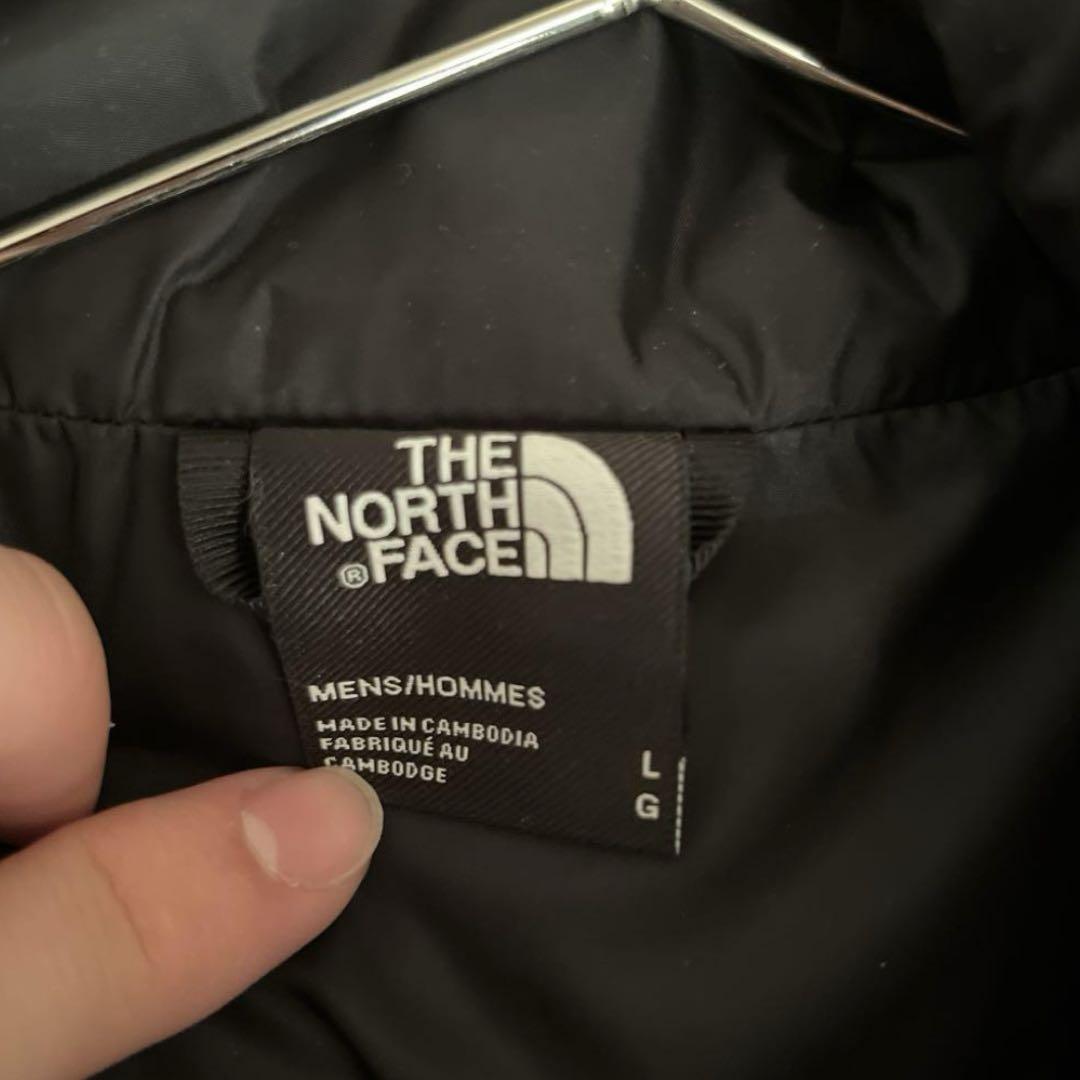 THE
NORTH
® FACE
MENS/HOMMES
MADE IN CAMBODIA
FABRIQUÉ AU
CAMBODGE
L
G